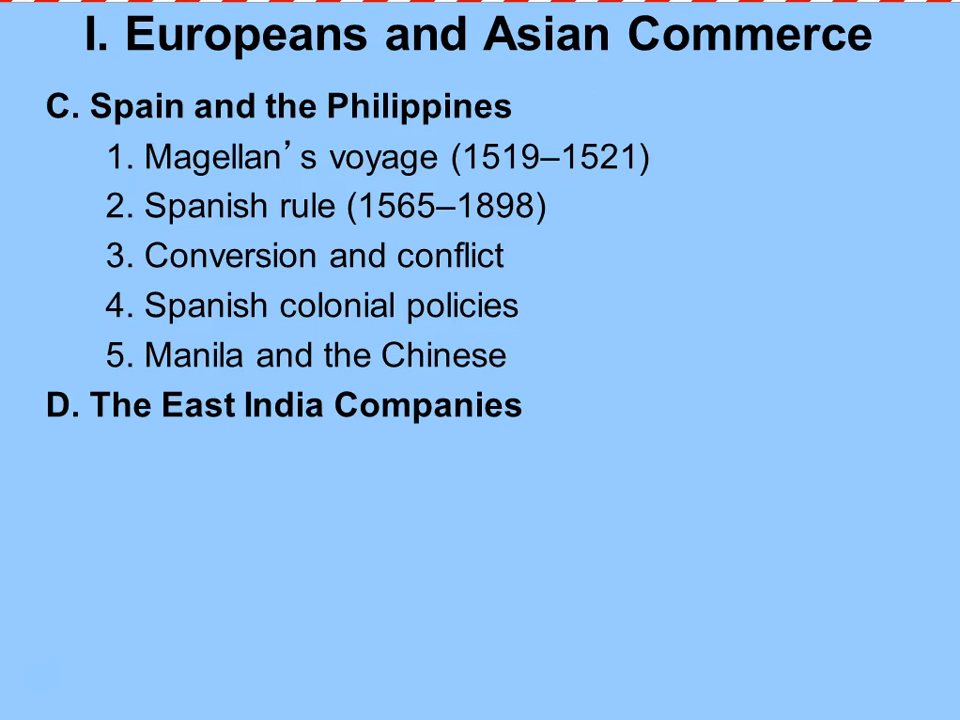 I. Europeans and Asian Commerce
C. Spain and the Philippines
1. Magellan’s voyage (1519–1521)
2. Spanish rule (1565–1898)
3. Conversion and conflict
4. Spanish colonial policies
5. Manila and the Chinese
D. The East India Companies